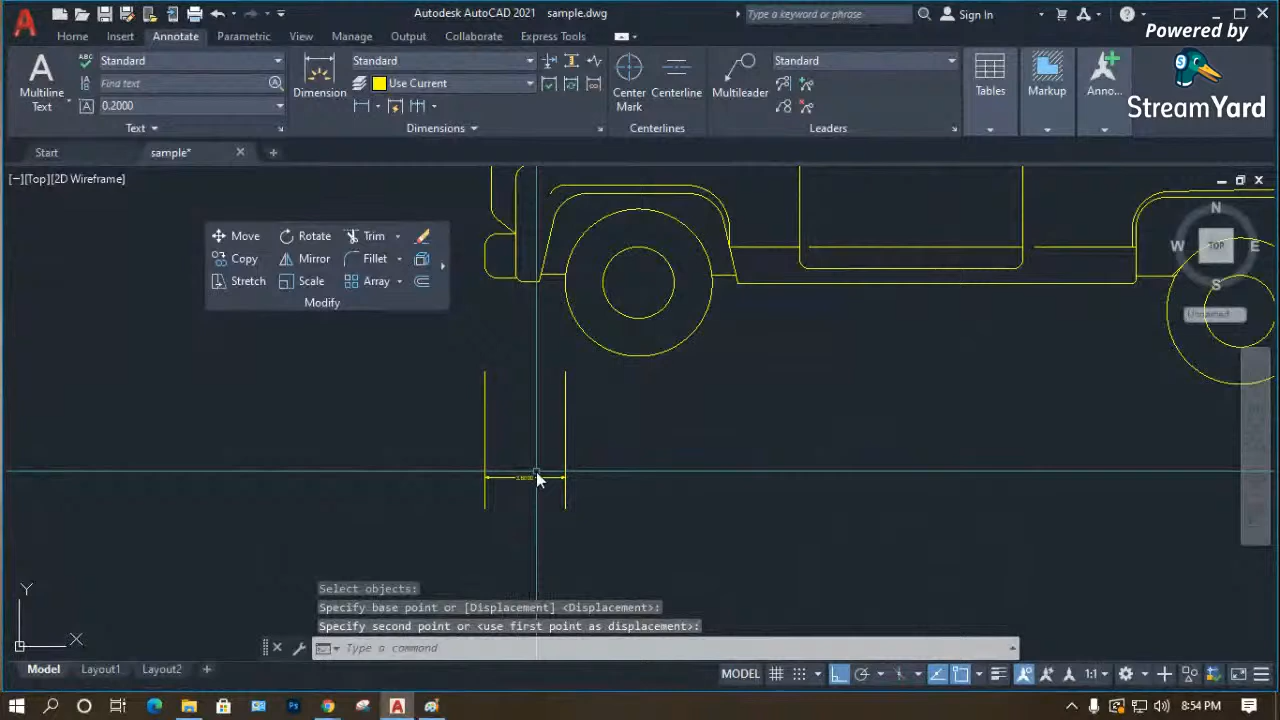 Autodesk AutoCAD 2021 sample.dwg
Type a keyword or phrase
Sign In
Powered by
StreamYard
Home Insert Annotate Parametric View Manage Output Collaborate Express Tools
Multiline Text
ABC
Standard
Find text
0.2000
Text
Dimension
Standard
Use Current
Dimensions
Center Mark
Centerline
Centerlines
Multileader
Standard
Leaders
Tables
Markup
Anno...
Start
sample*
[−][Top][2D Wireframe]
Move Rotate Trim
Copy Mirror Fillet
Stretch Scale Array
Modify
N
W TOP E
S
Unnamed
Y
X
Select objects:
Specify base point or [Displacement] <Displacement>:
Specify second point or <use first point as displacement>:
Type a command
Model Layout1 Layout2
MODEL
1:1
8:54 PM